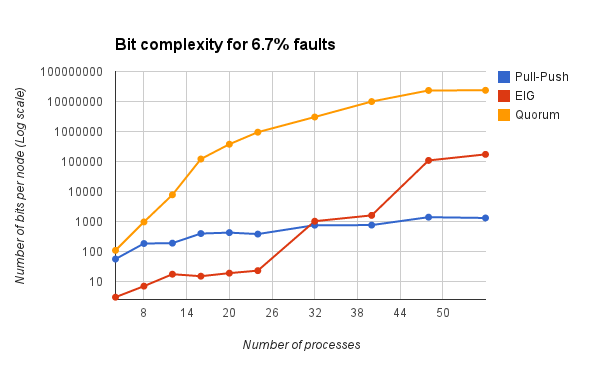 Bit complexity for 6.7% faults
Number of bits per node (Log scale)
100000000
10000000
1000000
100000
10000
1000
100
10
8 14 20 26 32 38 44 50
Number of processes
Pull-Push
EIG
Quorum